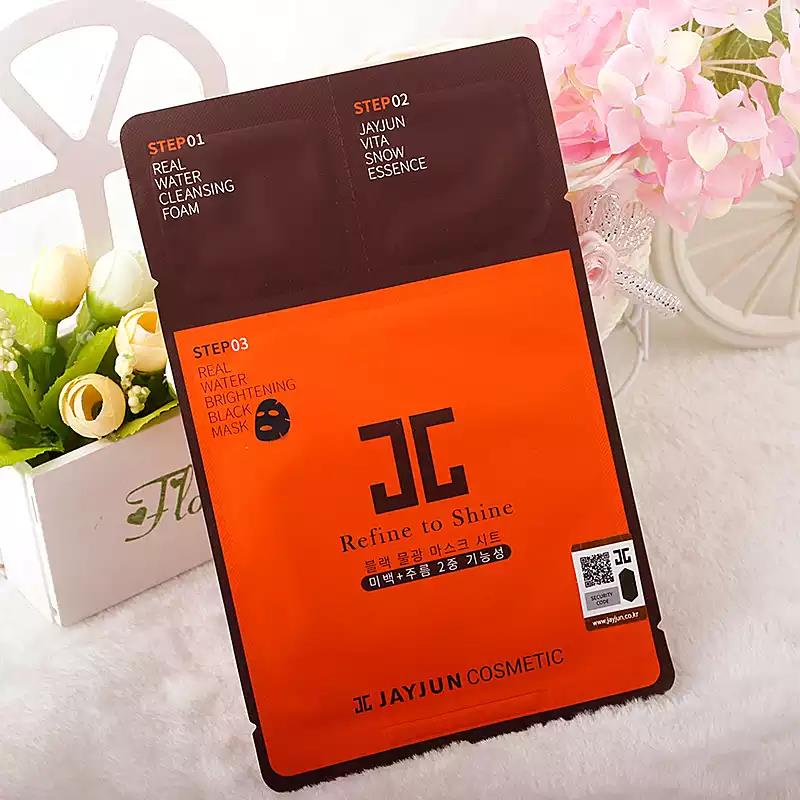 STEP01
REAL
WATER
CLEANSING
FOAM
STEP02
JAYJUN
VITA
SNOW
ESSENCE
STEP03
REAL
WATER
BRIGHTENING
BLACK
MASK
Refine to Shine
블랙 물광 마스크 시트
미백+주름 2중 기능성
SECURITY
CODE
www.jayjun.co.kr
JAYJUN COSMETIC